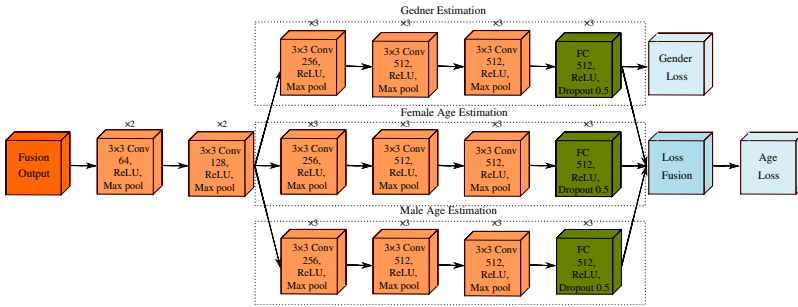 Gedner Estimation
×3 ×3 ×3 ×3
3×3 Conv
256,
ReLU,
Max pool
3×3 Conv
512,
ReLU,
Max pool
3×3 Conv
512,
ReLU,
Max pool
FC
512,
ReLU,
Dropout 0.5
Gender
Loss
Fusion
Output
×2
3×3 Conv
64,
ReLU,
Max pool
×2
3×3 Conv
128,
ReLU,
Max pool
Female Age Estimation
×3 ×3 ×3 ×3
3×3 Conv
256,
ReLU,
Max pool
3×3 Conv
512,
ReLU,
Max pool
3×3 Conv
512,
ReLU,
Max pool
FC
512,
ReLU,
Dropout 0.5
Loss
Fusion
Age
Loss
Male Age Estimation
×3 ×3 ×3 ×3
3×3 Conv
256,
ReLU,
Max pool
3×3 Conv
512,
ReLU,
Max pool
3×3 Conv
512,
ReLU,
Max pool
FC
512,
ReLU,
Dropout 0.5